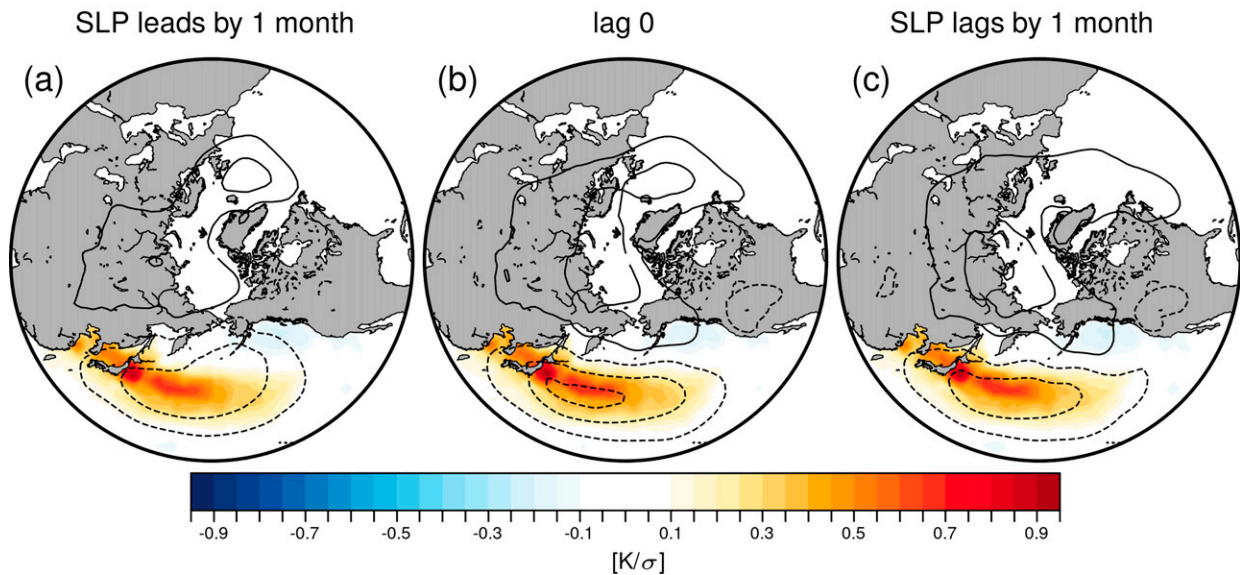 SLP leads by 1 month
lag 0
SLP lags by 1 month
(a)
(b)
(c)
-0.9 -0.7 -0.5 -0.3 -0.1 0.1 0.3 0.5 0.7 0.9
[K/σ]